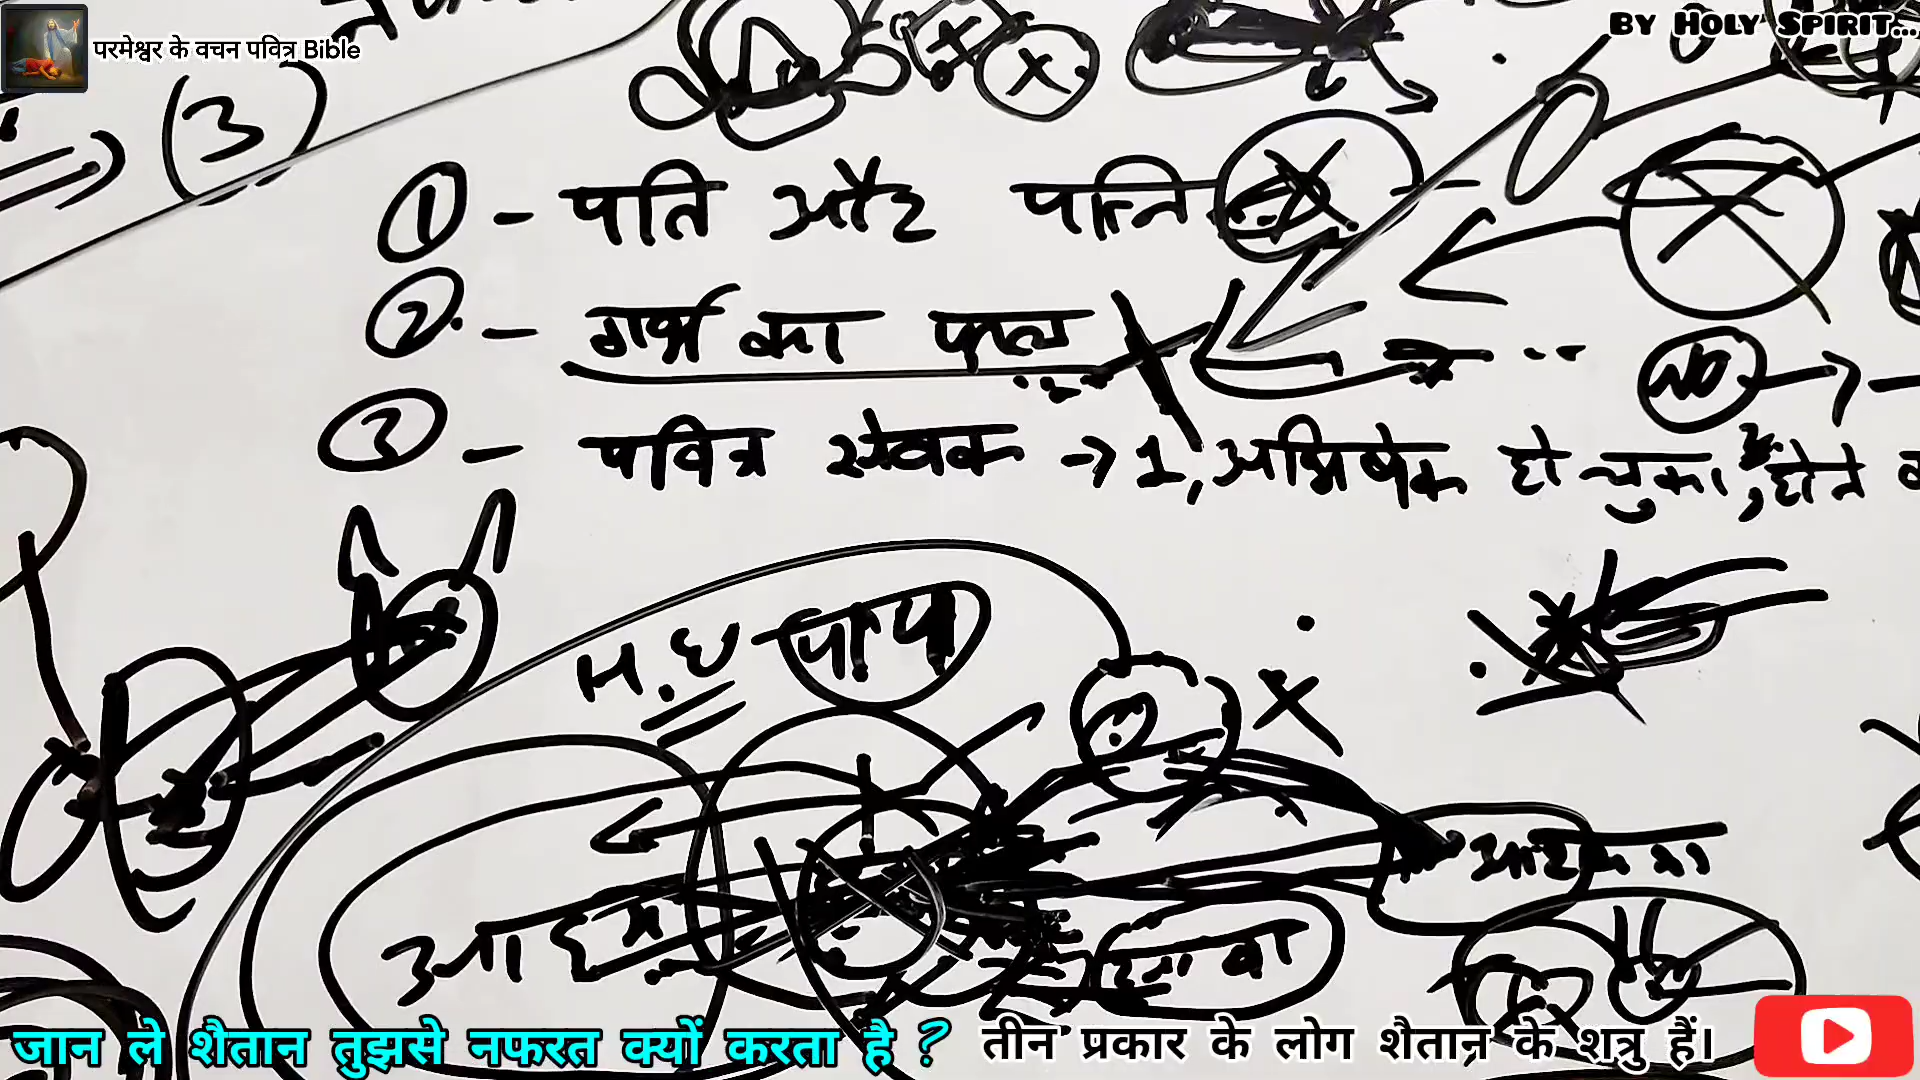 परमेश्वर के वचन पवित्र Bible
By Holy Spirit...
(3)
① - पति और पत्नि
② - गर्भ का फल
NO
③ - पवित्र सेवक → 1, अभिषेक हो चुका, होने
म. ध पाप
आदम
जान ले शैतान तुझसे नफरत क्यों करता है ? तीन प्रकार के लोग शैतान के शत्रु हैं।